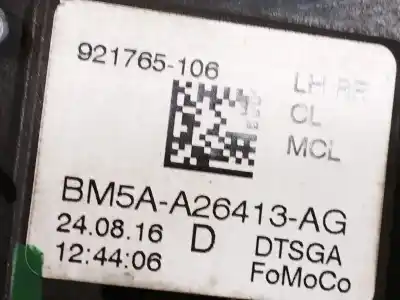 921765-106
LH RR
CL
MCL
BM5A-A26413-AG
24.08.16 D DTSGA
12:44:06 FoMoCo